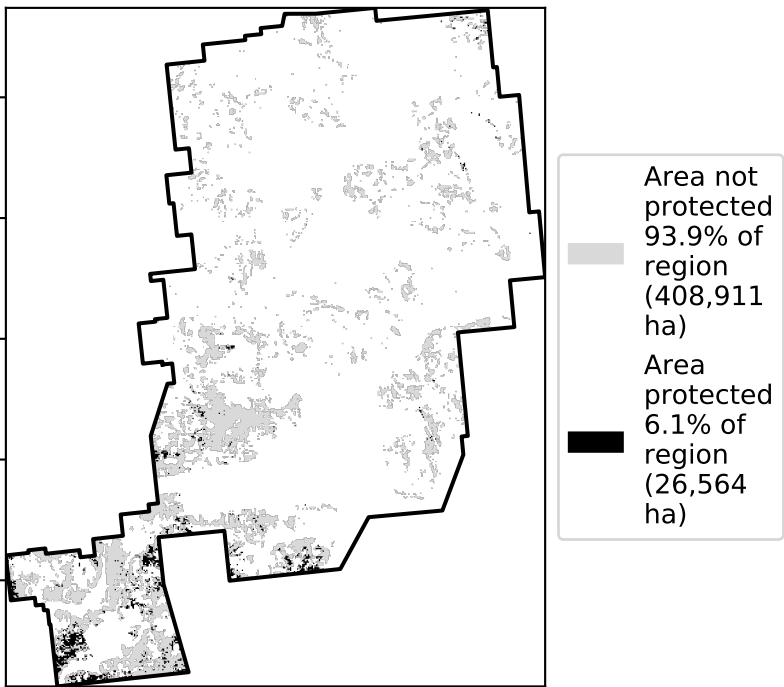 Area not
protected
93.9% of
region
(408,911
ha)
Area
protected
6.1% of
region
(26,564
ha)